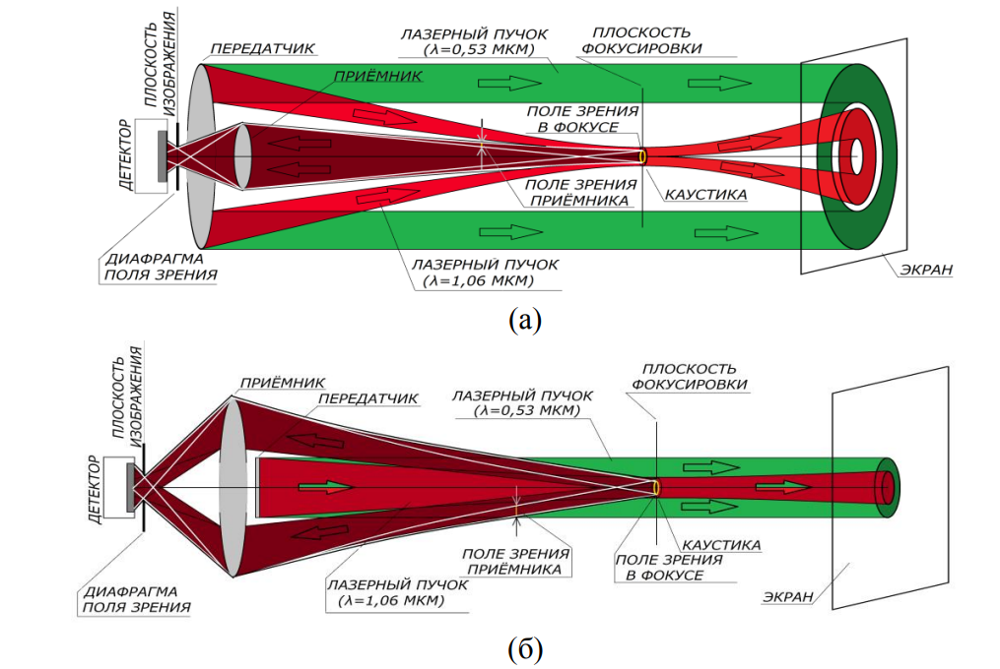 ПЕРЕДАТЧИК
ЛАЗЕРНЫЙ ПУЧОК
(λ=0,53 МКМ)
ПЛОСКОСТЬ
ФОКУСИРОВКИ
ПЛОСКОСТЬ
ИЗОБРАЖЕНИЯ
ПРИЁМНИК
ДЕТЕКТОР
ПОЛЕ ЗРЕНИЯ
В ФОКУСЕ
ПОЛЕ ЗРЕНИЯ
ПРИЁМНИКА
КАУСТИКА
ДИАФРАГМА
ПОЛЯ ЗРЕНИЯ
ЛАЗЕРНЫЙ ПУЧОК
(λ=1,06 МКМ)
ЭКРАН
(а)
ПЛОСКОСТЬ
ИЗОБРАЖЕНИЯ
ПРИЁМНИК
ПЕРЕДАТЧИК
ЛАЗЕРНЫЙ ПУЧОК
(λ=0,53 МКМ)
ПЛОСКОСТЬ
ФОКУСИРОВКИ
ДЕТЕКТОР
ПОЛЕ ЗРЕНИЯ
ПРИЁМНИКА
КАУСТИКА
ПОЛЕ ЗРЕНИЯ
В ФОКУСЕ
ДИАФРАГМА
ПОЛЯ ЗРЕНИЯ
ЛАЗЕРНЫЙ ПУЧОК
(λ=1,06 МКМ)
ЭКРАН
(б)